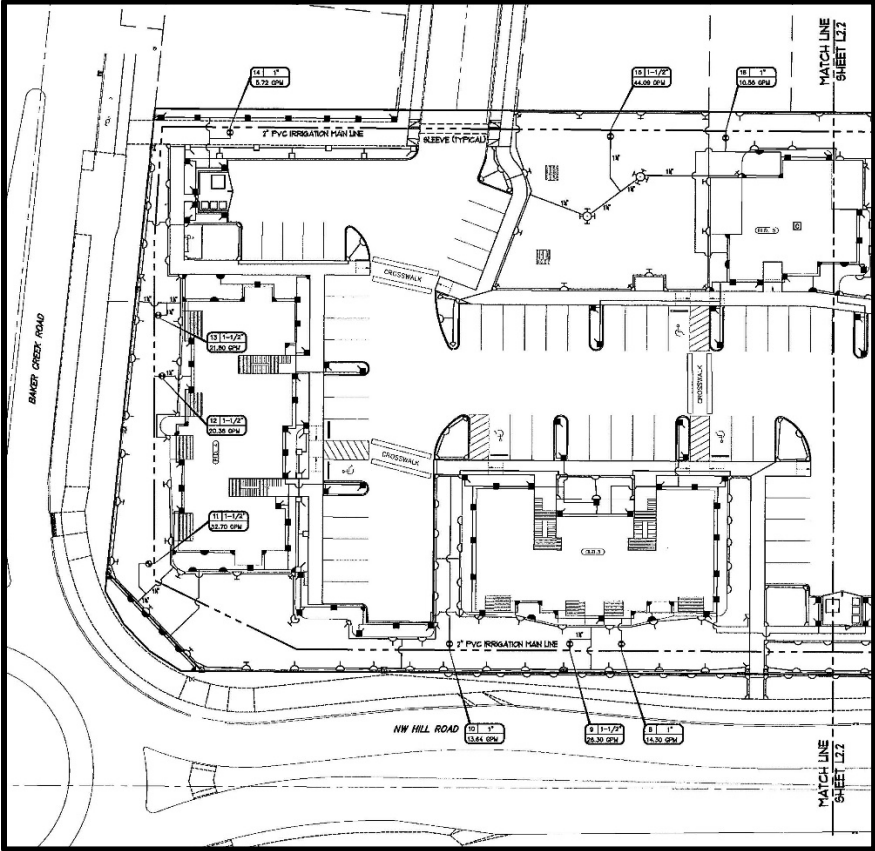 MATCH LINE
SHEET L2.2
14 1"
5.72 GPM
15 1-1/2"
44.09 GPM
16 1"
10.56 GPM
2" PVC IRRIGATION MAIN LINE
SLEEVE (TYPICAL)
CROSSWALK
BAKER CREEK ROAD
13 1-1/2"
21.80 GPM
CROSSWALK
12 1-1/2"
20.36 GPM
CROSSWALK
11 1-1/2"
32.70 GPM
2" PVC IRRIGATION MAIN LINE
NW HILL ROAD
10 1"
13.64 GPM
9 1-1/2"
26.30 GPM
8 1"
14.30 GPM
MATCH LINE
SHEET L2.2